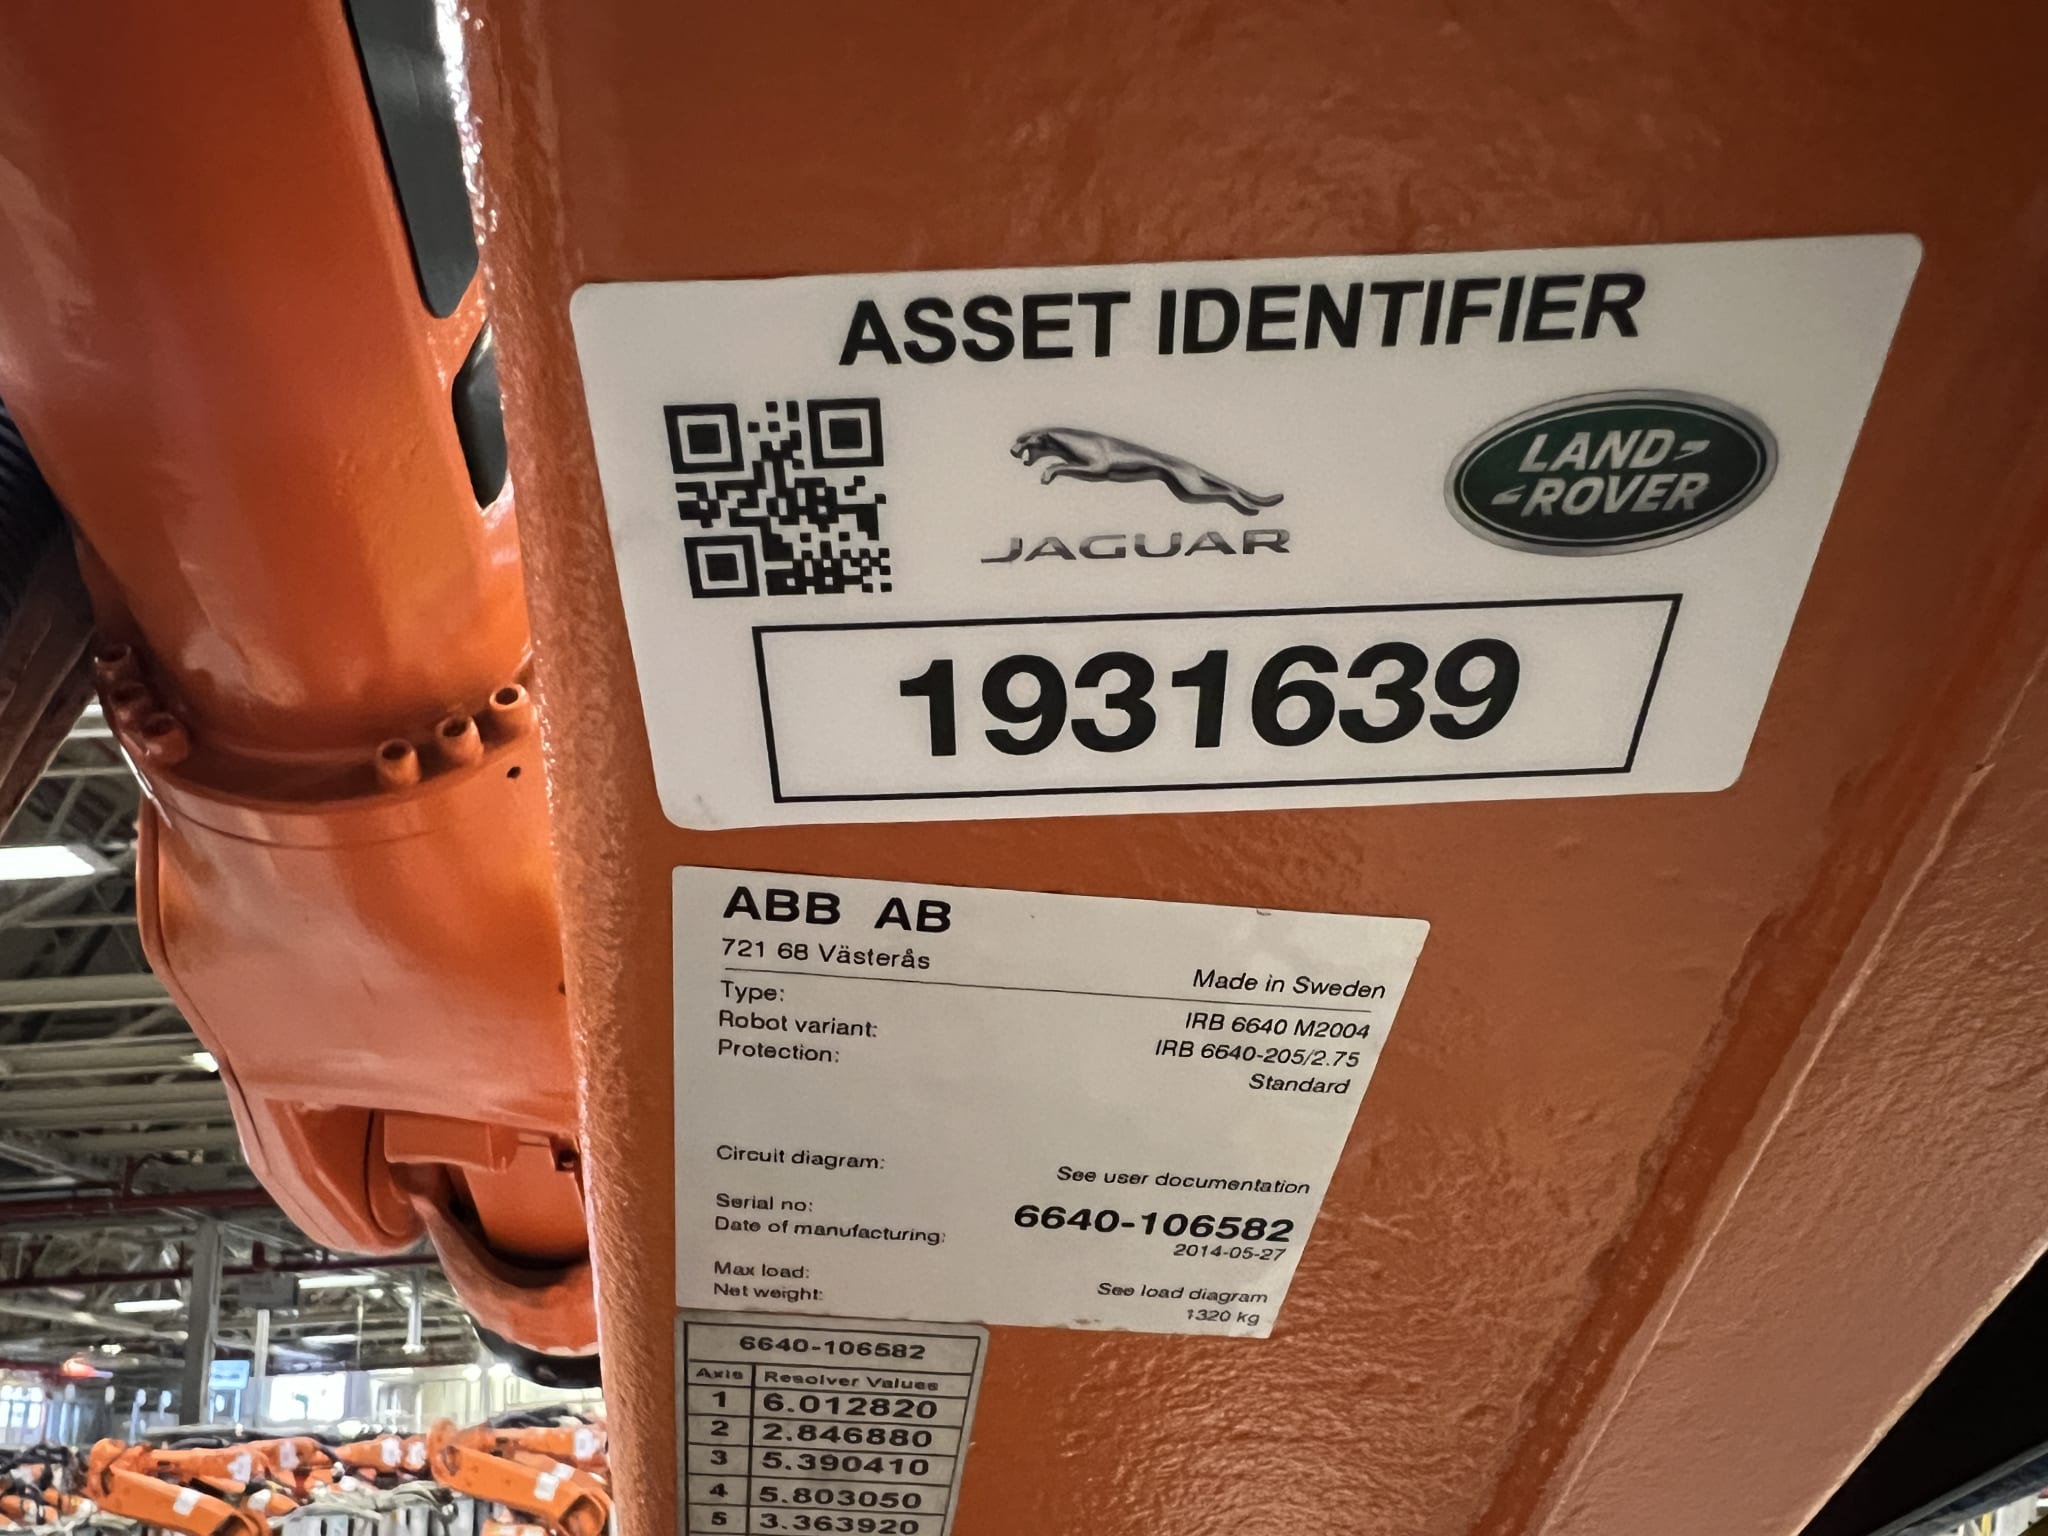 ASSET IDENTIFIER
JAGUAR
LAND
ROVER
1931639
ABB AB
721 68 Västerås
Made in Sweden
Type: IRB 6640 M2004
Robot variant: IRB 6640-205/2.75
Protection: Standard
Circuit diagram: See user documentation
Serial no: 6640-106582
Date of manufacturing: 2014-05-27
Max load: See load diagram
Net weight: 1320 kg
6640-106582
Axis Resolver Values
1 6.012820
2 2.846880
3 5.390410
4 5.803050
5 3.363920